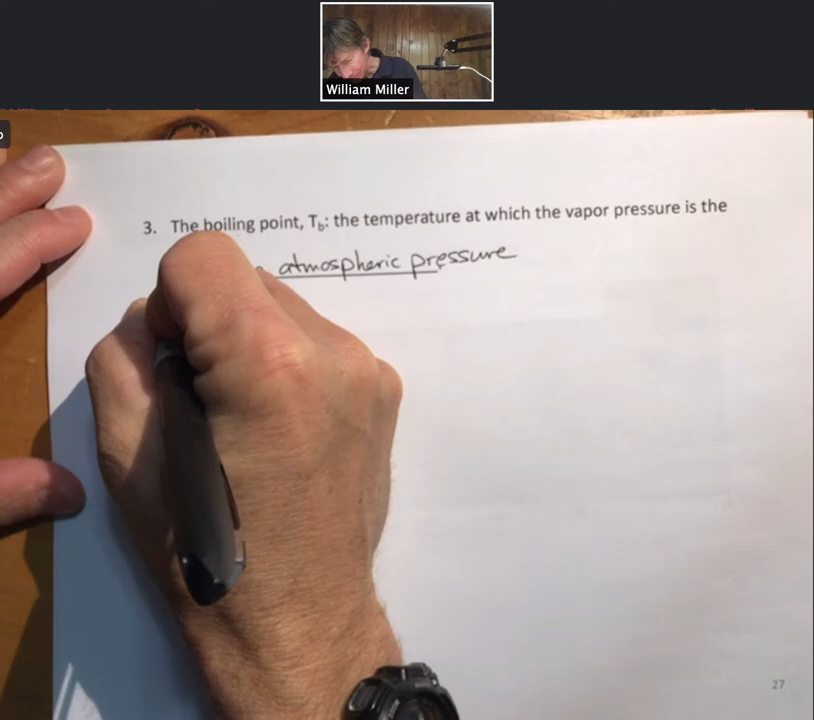 William Miller
3. The boiling point, Tb: the temperature at which the vapor pressure is the
atmospheric pressure
27